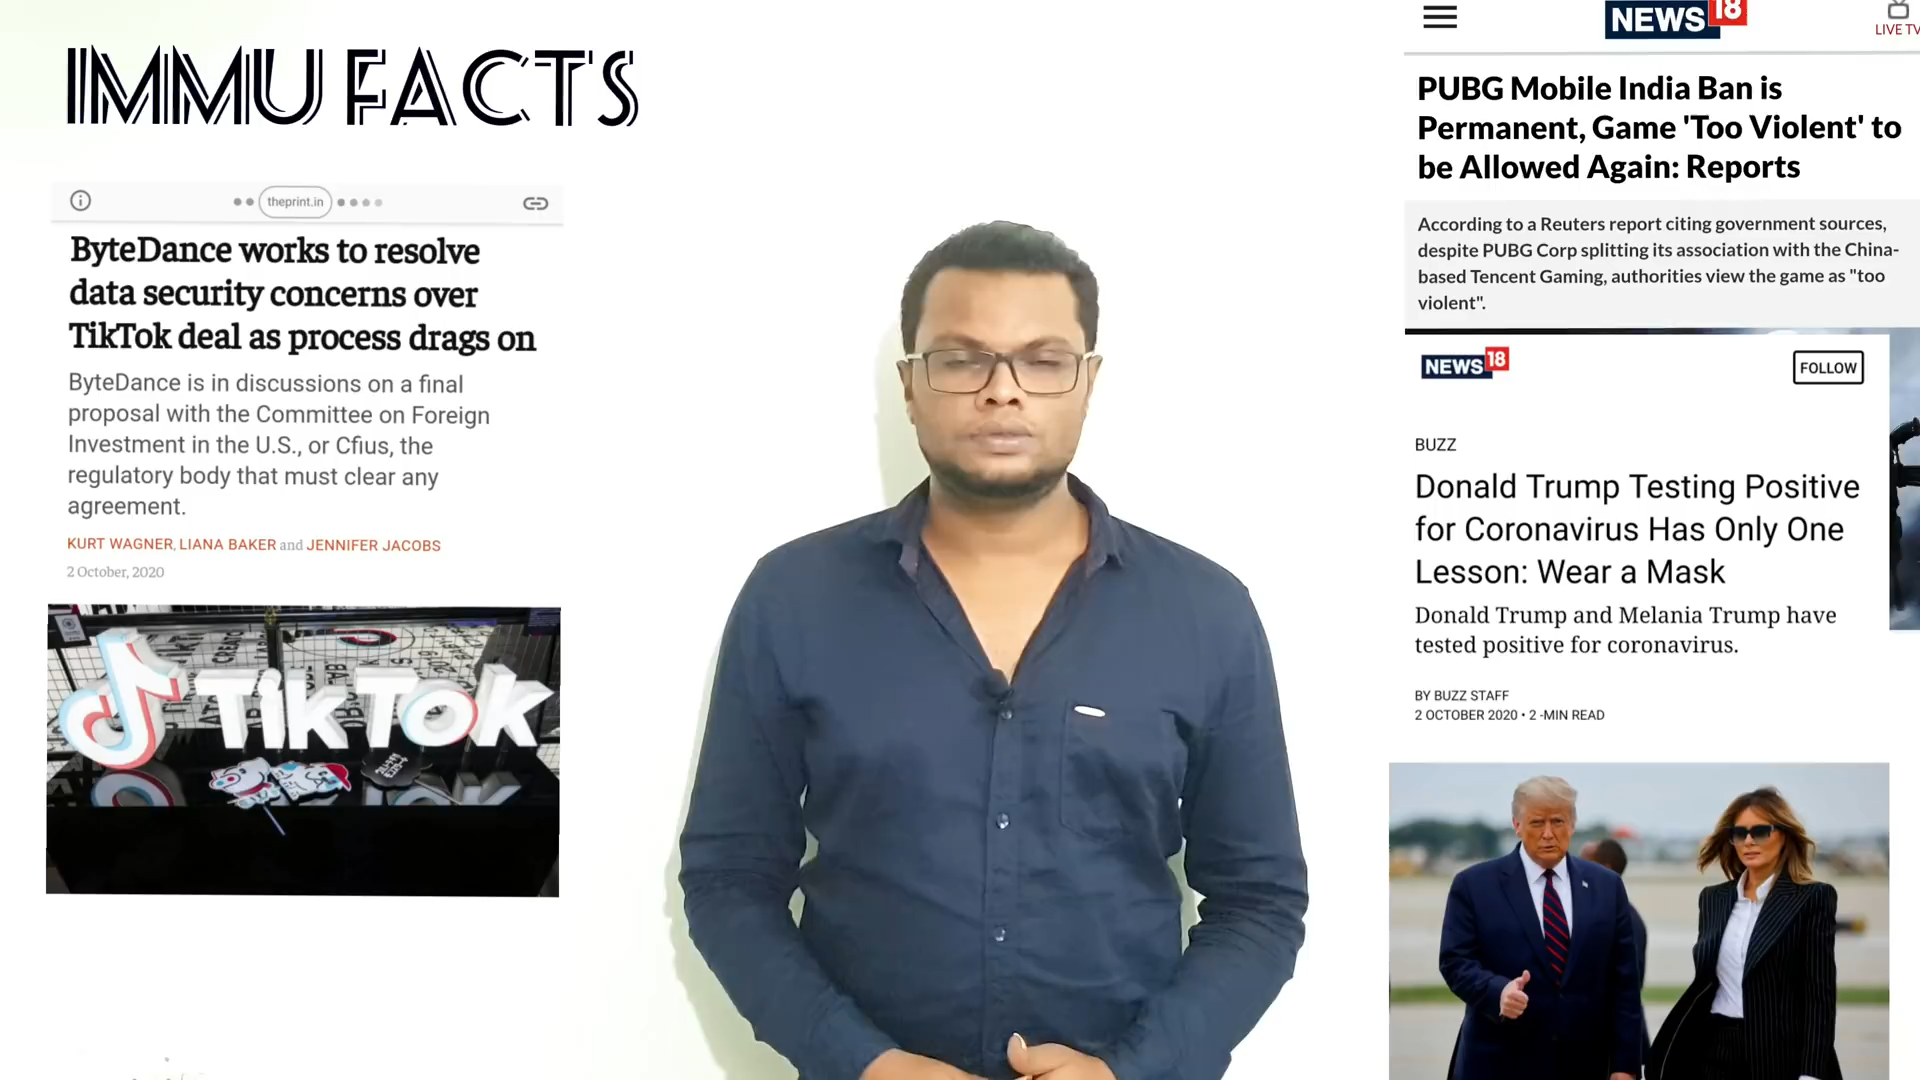 IMMU FACTS
theprint.in
ByteDance works to resolve
data security concerns over
TikTok deal as process drags on
ByteDance is in discussions on a final
proposal with the Committee on Foreign
Investment in the U.S., or Cfius, the
regulatory body that must clear any
agreement.
KURT WAGNER, LIANA BAKER and JENNIFER JACOBS
2 October, 2020
TikTok
NEWS 18
LIVE TV
PUBG Mobile India Ban is
Permanent, Game 'Too Violent' to
be Allowed Again: Reports
According to a Reuters report citing government sources,
despite PUBG Corp splitting its association with the China-
based Tencent Gaming, authorities view the game as "too
violent".
NEWS 18
FOLLOW
BUZZ
Donald Trump Testing Positive
for Coronavirus Has Only One
Lesson: Wear a Mask
Donald Trump and Melania Trump have
tested positive for coronavirus.
BY BUZZ STAFF
2 OCTOBER 2020 • 2 -MIN READ